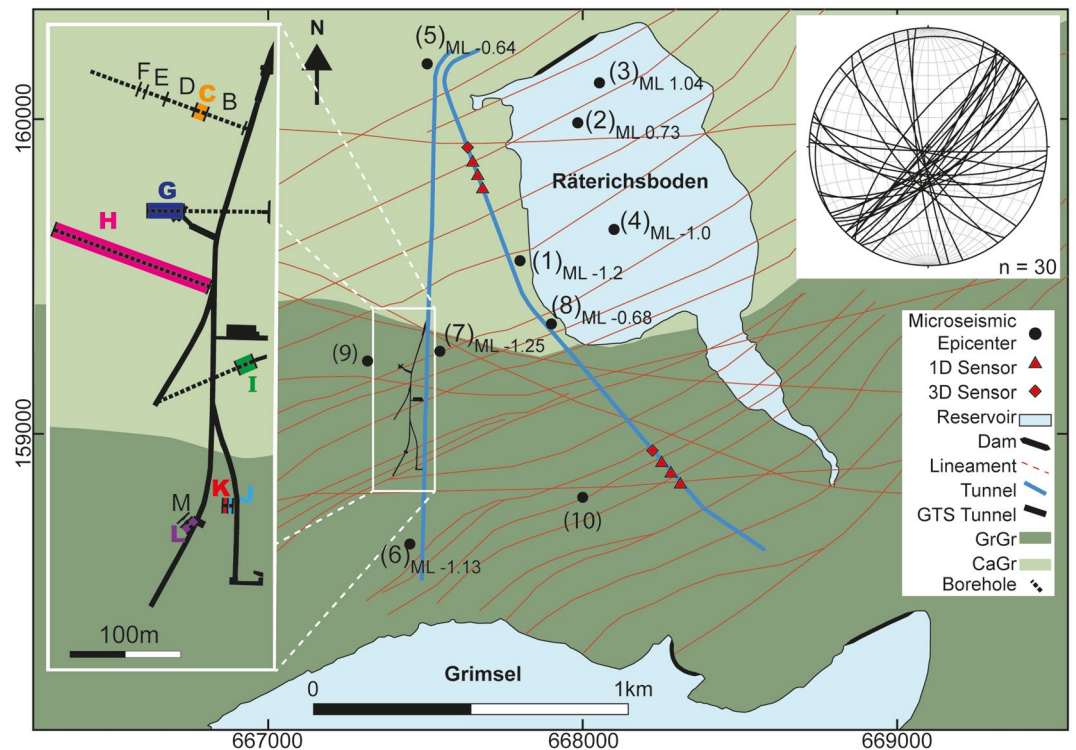 N
(5) ML -0.64
(3) ML 1.04
(2) ML 0.73
Räterichsboden
(4) ML -1.0
(1) ML -1.2
(8) ML -0.68
(7) ML -1.25
(9)
(10)
(6) ML -1.13
Grimsel
0
1km
160000
159000
667000
668000
669000
F
E
D
C
B
G
H
I
K
J
M
L
100m
n = 30
Microseismic
Epicenter
1D Sensor
3D Sensor
Reservoir
Dam
Lineament
Tunnel
GTS Tunnel
GrGr
CaGr
Borehole